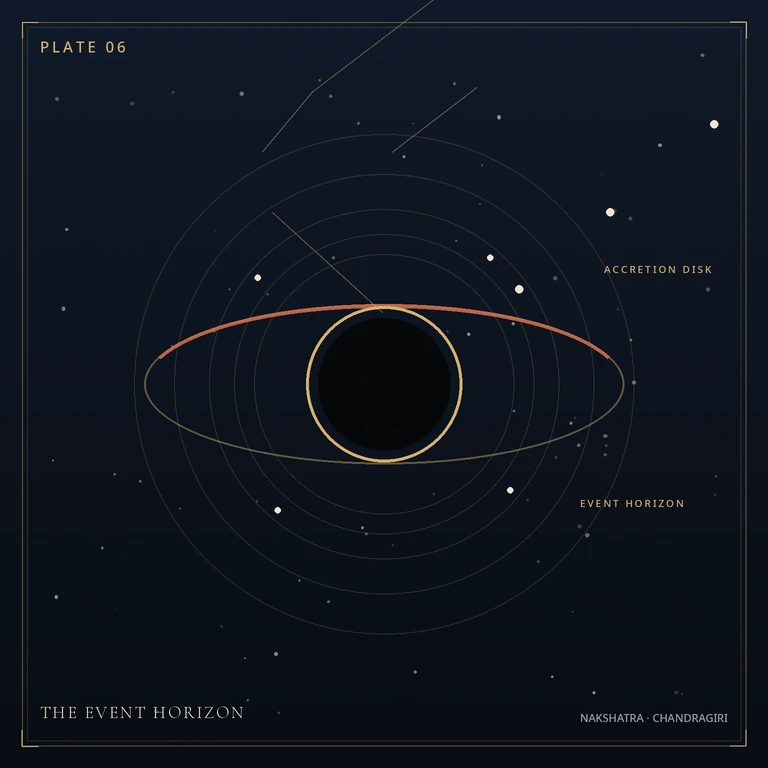 PLATE 06
ACCRETION DISK
EVENT HORIZON
THE EVENT HORIZON
NAKSHATRA · CHANDRAGIRI